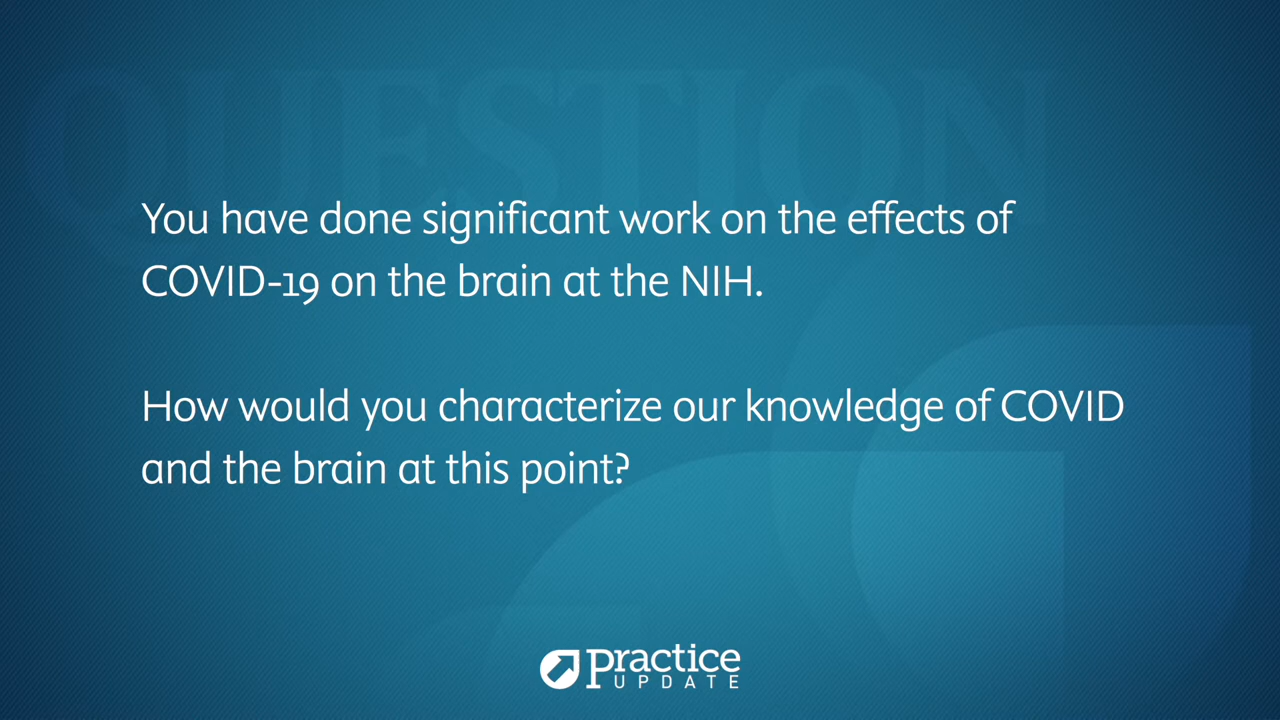 QUESTION
You have done significant work on the effects of
COVID-19 on the brain at the NIH.
How would you characterize our knowledge of COVID
and the brain at this point?
Practice
UPDATE